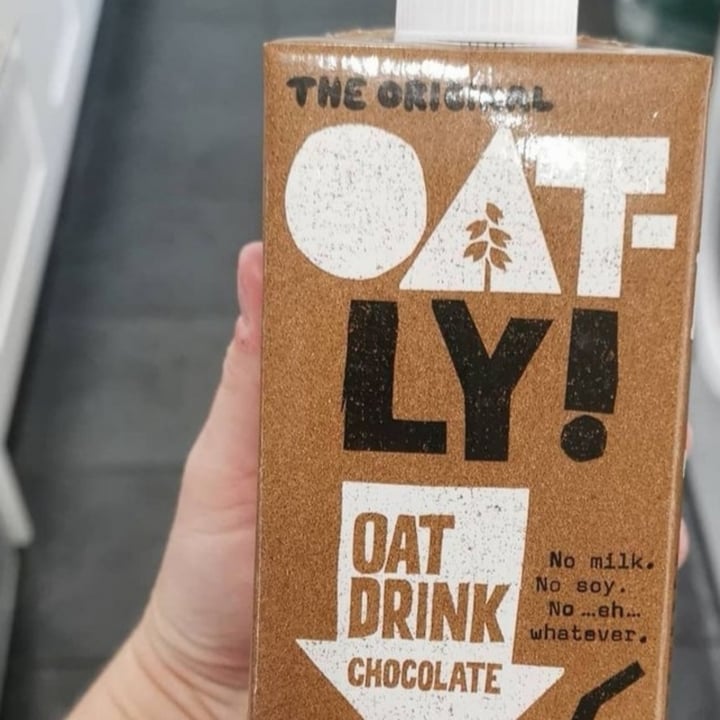 THE ORIGINAL
OAT-
LY!
OAT
DRINK
CHOCOLATE
No milk.
No soy.
No ...eh...
whatever.